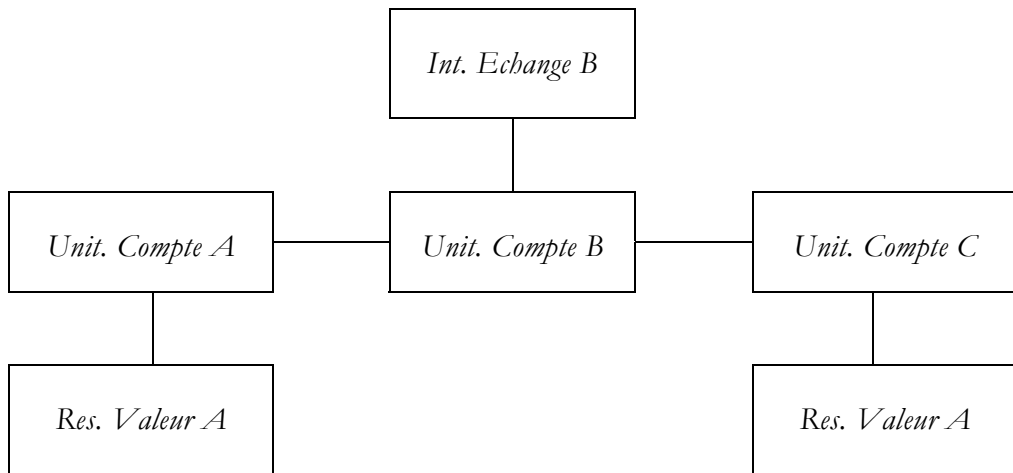 Int. Echange B
Unit. Compte A
Unit. Compte B
Unit. Compte C
Res. Valeur A
Res. Valeur A